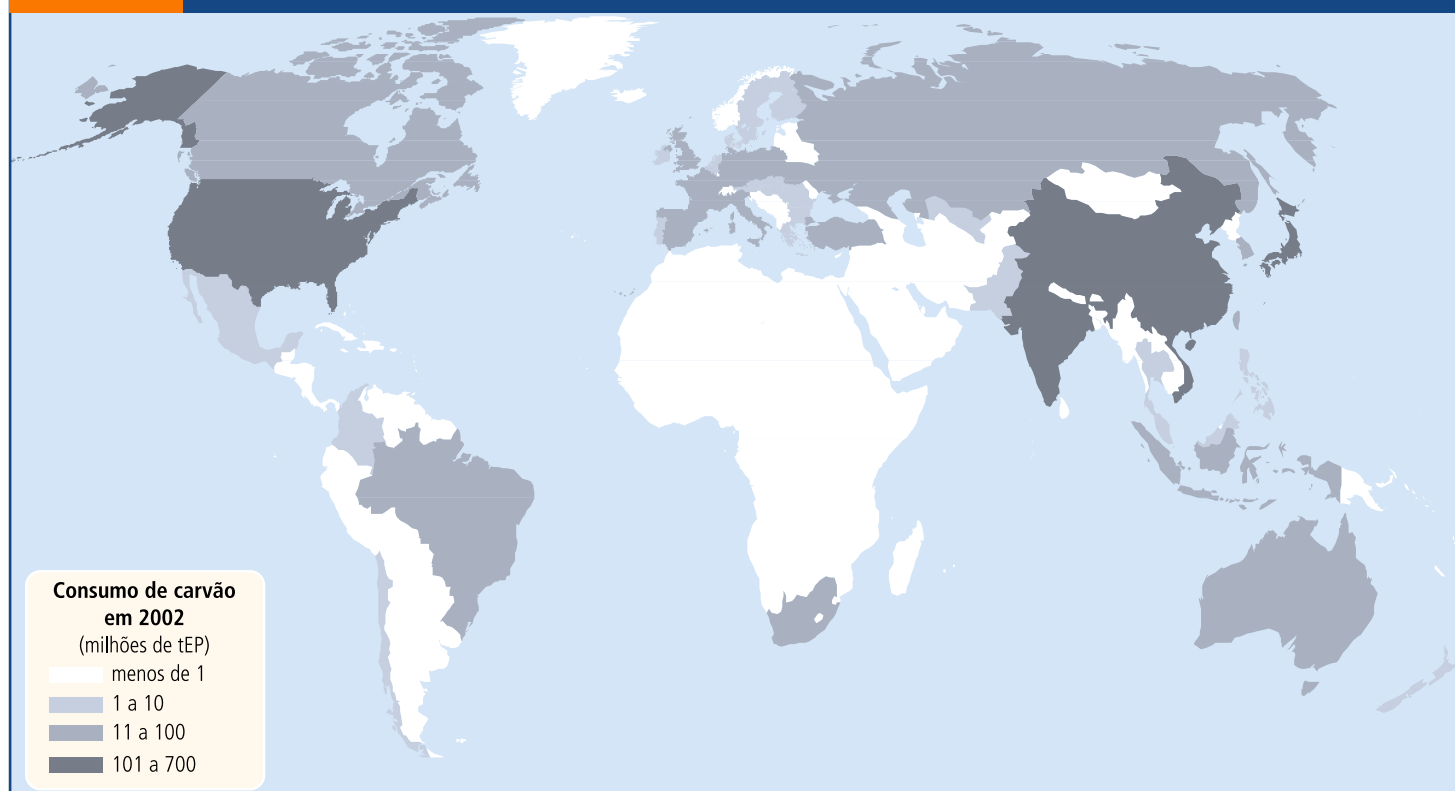 Consumo de carvão
em 2002
(milhões de tEP)
menos de 1
1 a 10
11 a 100
101 a 700